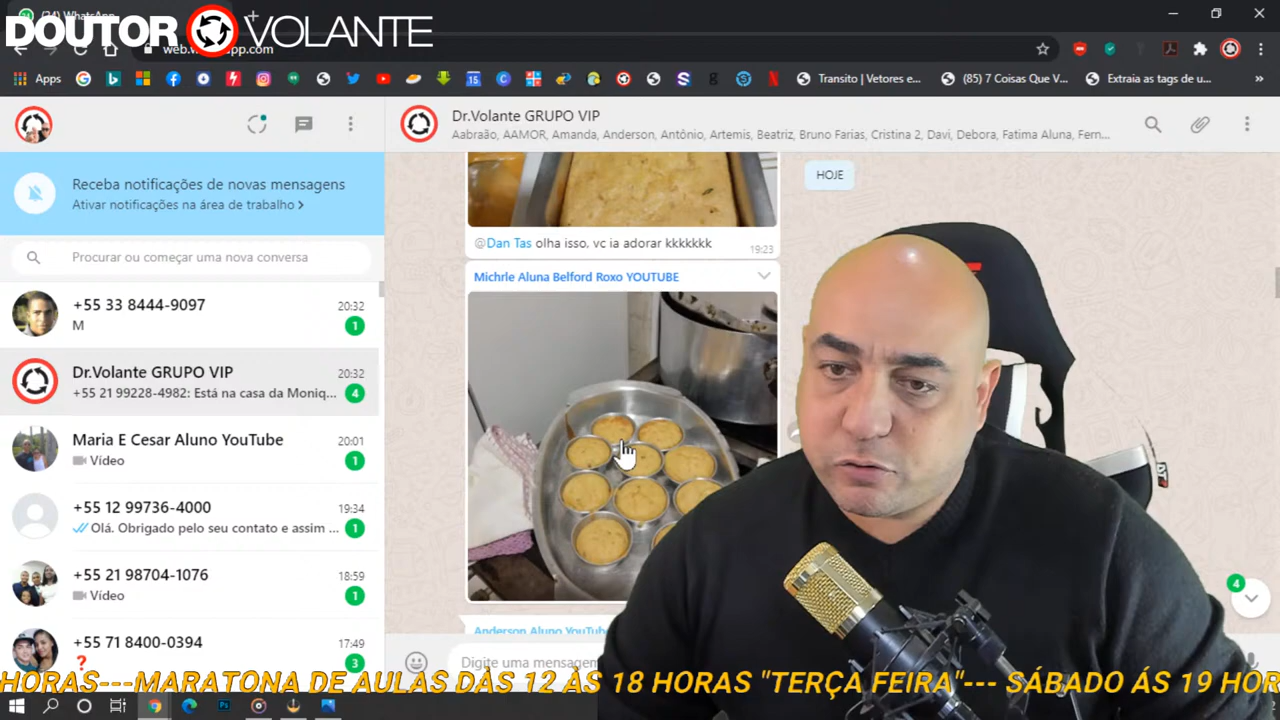 DOUTOR VOLANTE
Apps
Transito | Vetores e...
(85) 7 Coisas Que V...
Extraia as tags de u...
Dr.Volante GRUPO VIP
Aabraão, AAMOR, Amanda, Anderson, Antônio, Artemis, Beatriz, Bruno Farias, Cristina 2, Davi, Debora, Fatima Aluna, Fern...
Receba notificações de novas mensagens
Ativar notificações na área de trabalho >
Procurar ou começar uma nova conversa
+55 33 8444-9097 20:32
M 1
Dr.Volante GRUPO VIP 20:32
+55 21 99228-4982: Está na casa da Moniq... 4
Maria E Cesar Aluno YouTube 20:01
Vídeo 1
+55 12 99736-4000 19:34
Olá. Obrigado pelo seu contato e assim ... 1
+55 21 98704-1076 18:59
Vídeo 1
+55 71 8400-0394 17:49
❓ 3
HOJE
@Dan Tas olha isso, vc ia adorar kkkkkkk 19:23
Michrle Aluna Belford Roxo YOUTUBE
Anderson Aluno YouTub
4
Digite uma mensagem
HORAS---MARATONA DE AULAS DÀS 12 ÀS 18 HORAS "TERÇA FEIRA"--- SÁBADO ÁS 19 HOR